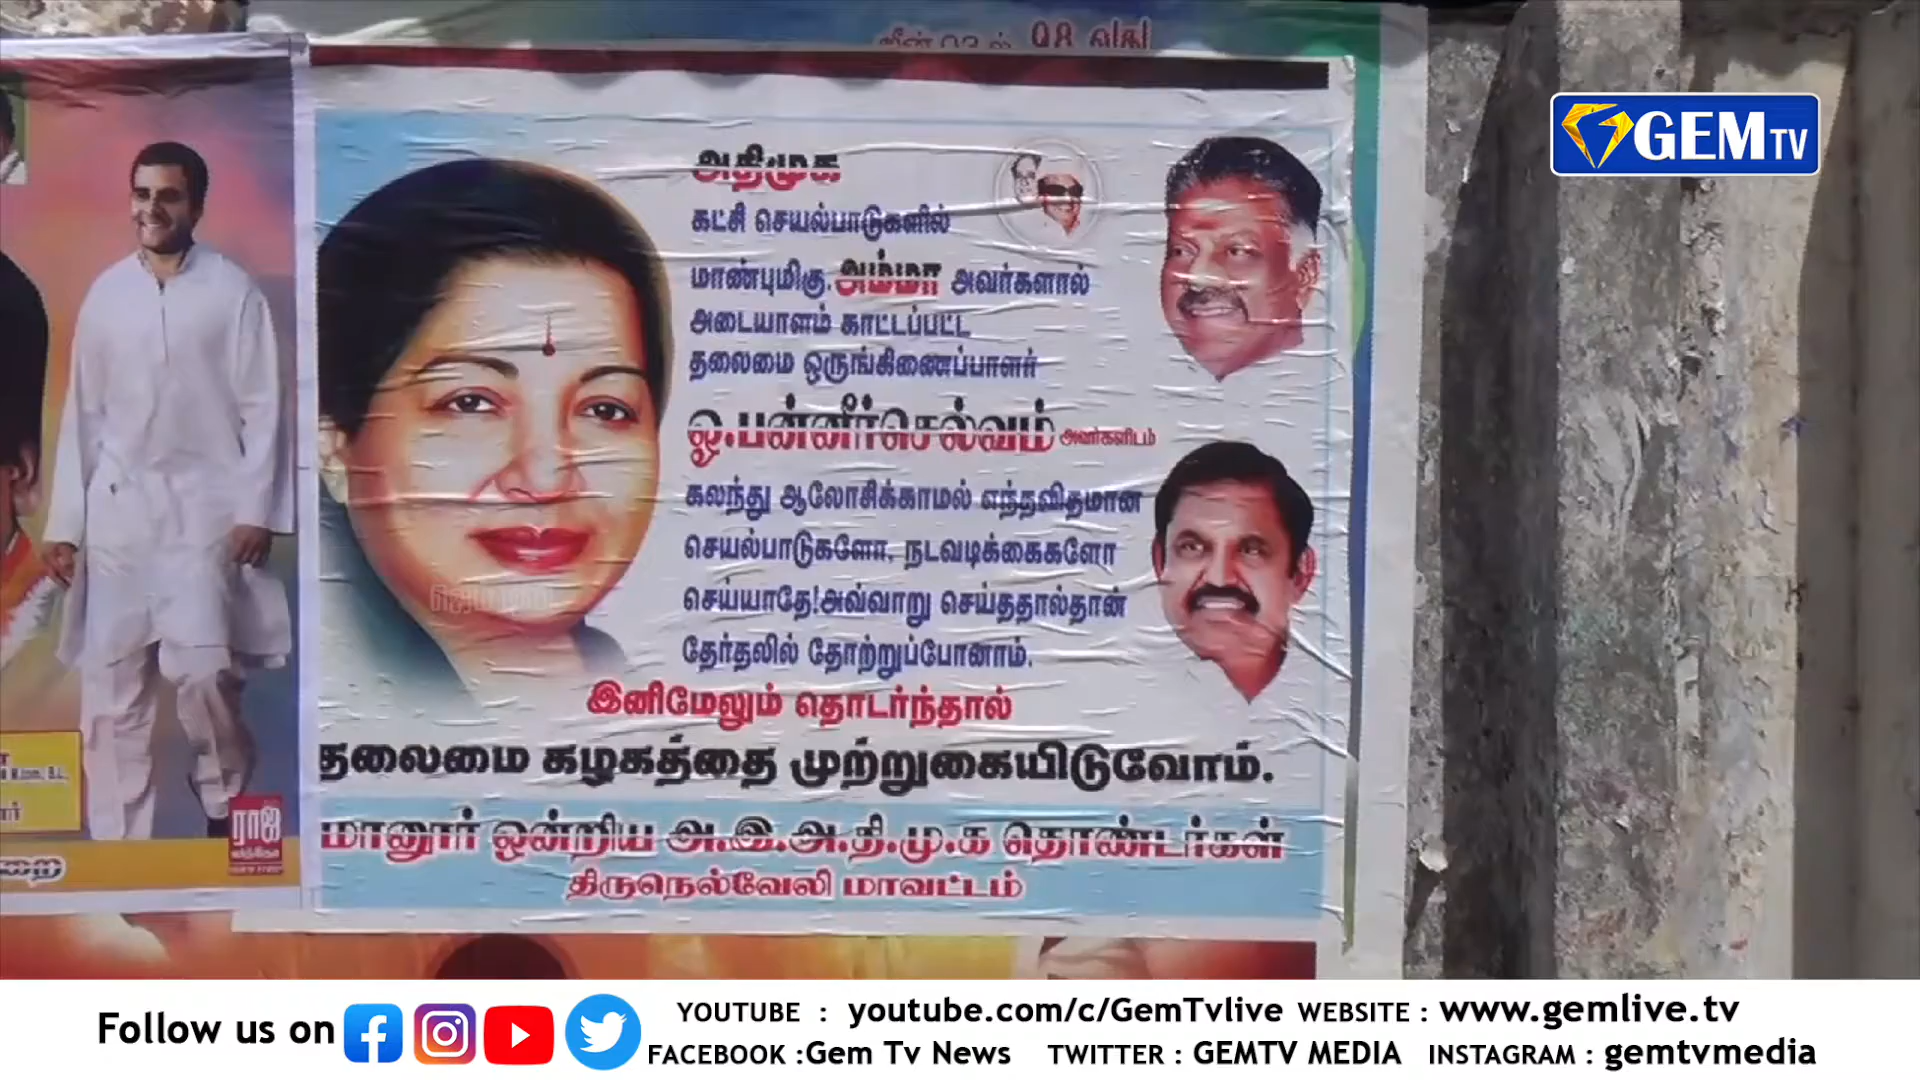 GEMTV
அதிமுக
கட்சி செயல்பாடுகளில்
மாண்புமிகு. அம்மா அவர்களால்
அடையாளம் காட்டப்பட்ட
தலைமை ஒருங்கிணைப்பாளர்
ஓ.பன்னீர்செல்வம் அவர்களிடம்
கலந்து ஆலோசிக்காமல் எந்தவிதமான
செயல்பாடுகளோ, நடவடிக்கைகளோ
செய்யாதே!அவ்வாறு செய்ததால்தான்
தேர்தலில் தோற்றுப்போனாம்.
இனிமேலும் தொடர்ந்தால்
தலைமை கழகத்தை முற்றுகையிடுவோம்.
மானூர் ஒன்றிய அ.இ.அ.தி.மு.க தொண்டர்கள்
திருநெல்வேலி மாவட்டம்
ராஜ்
Follow us on
YOUTUBE : youtube.com/c/GemTvlive WEBSITE : www.gemlive.tv
FACEBOOK :Gem Tv News TWITTER : GEMTV MEDIA INSTAGRAM : gemtvmedia